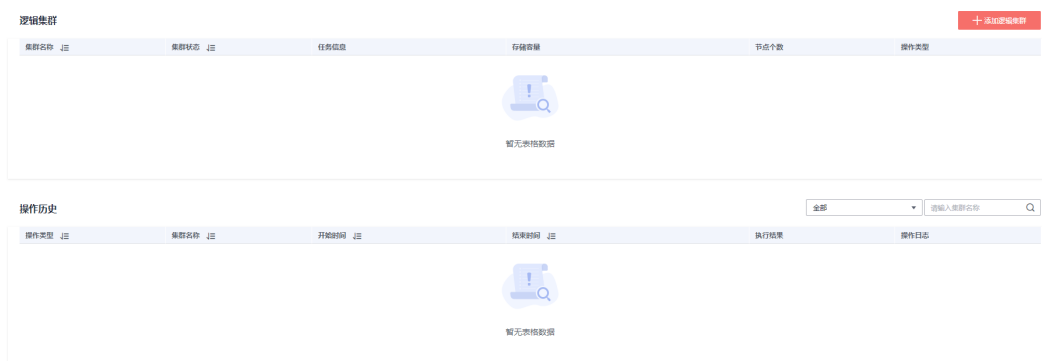 逻辑集群
添加逻辑集群
集群名称 集群状态 任务信息 存储容量 节点个数 操作类型
暂无表格数据
操作历史
全部 请输入集群名称
操作类型 集群名称 开始时间 结束时间 执行结果 操作日志
暂无表格数据